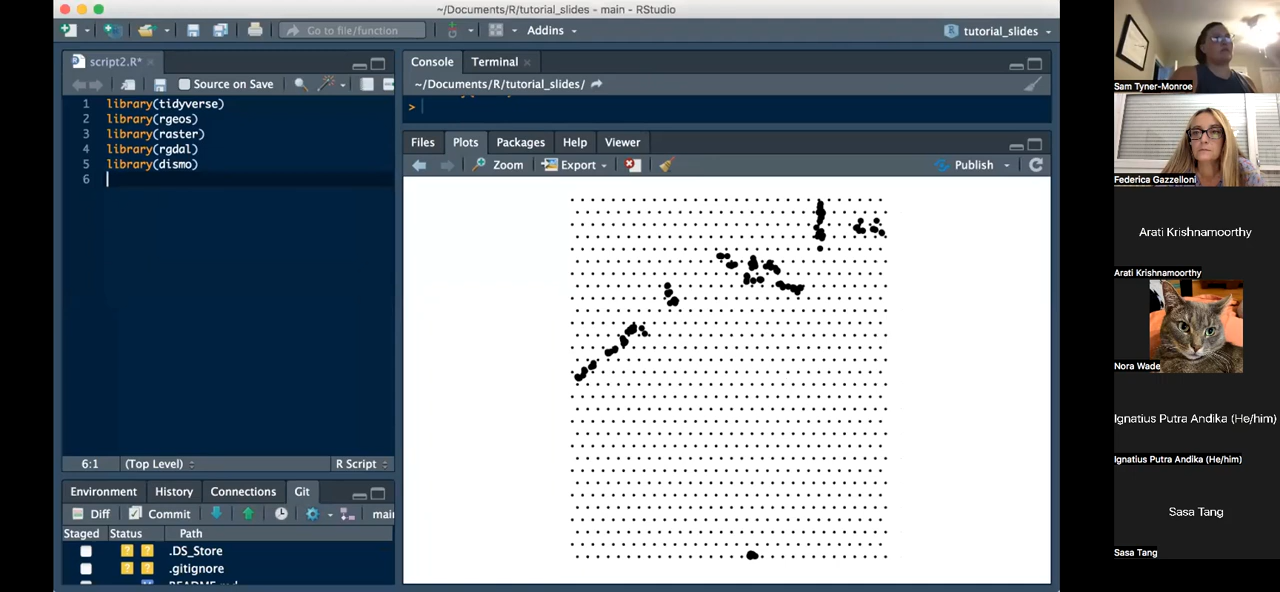 ~/Documents/R/tutorial_slides - main - RStudio
Go to file/function
Addins
tutorial_slides
script2.R*
Source on Save
1 library(tidyverse)
2 library(rgeos)
3 library(raster)
4 library(rgdal)
5 library(dismo)
6
6:1 (Top Level) R Script
Environment History Connections Git
Diff Commit main
Staged Status Path
.DS_Store
.gitignore
Console Terminal
~/Documents/R/tutorial_slides/
>
Files Plots Packages Help Viewer
Zoom Export Publish
Sam Tyner-Monroe
Federica Gazzelloni
Arati Krishnamoorthy
Arati Krishnamoorthy
Nora Wade
Ignatius Putra Andika (He/him)
Ignatius Putra Andika (He/him)
Sasa Tang
Sasa Tang